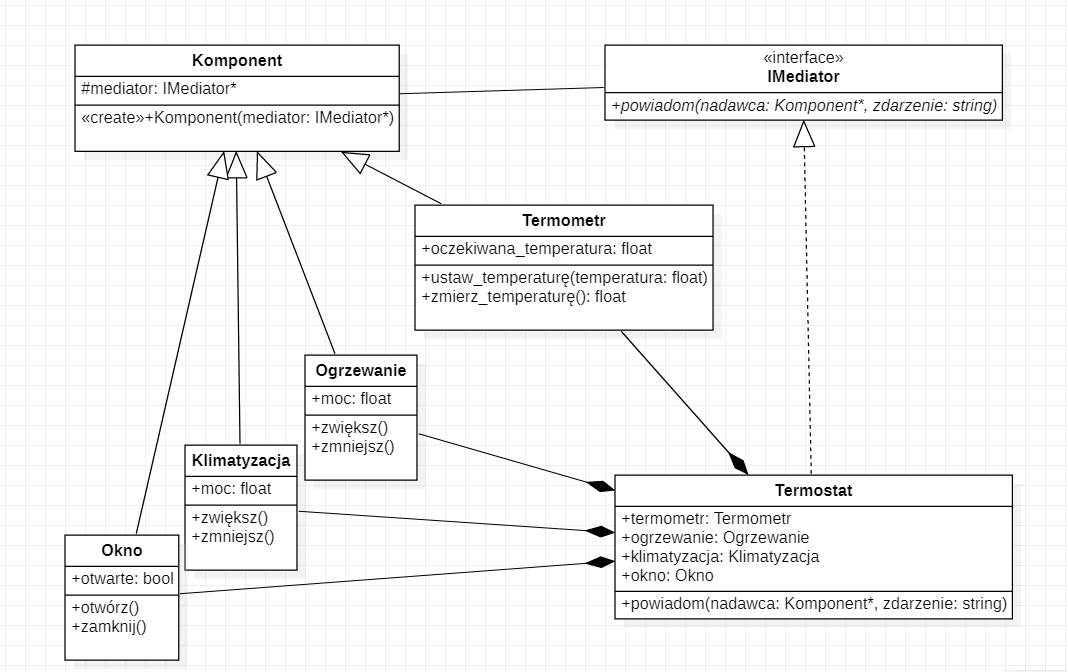 Komponent
#mediator: IMediator*
«create»+Komponent(mediator: IMediator*)
«interface»
IMediator
+powiadom(nadawca: Komponent*, zdarzenie: string)
Termometr
+oczekiwana_temperatura: float
+ustaw_temperaturę(temperatura: float)
+zmierz_temperaturę(): float
Ogrzewanie
+moc: float
+zwiększ()
+zmniejsz()
Klimatyzacja
+moc: float
+zwiększ()
+zmniejsz()
Okno
+otwarte: bool
+otwórz()
+zamknij()
Termostat
+termometr: Termometr
+ogrzewanie: Ogrzewanie
+klimatyzacja: Klimatyzacja
+okno: Okno
+powiadom(nadawca: Komponent*, zdarzenie: string)